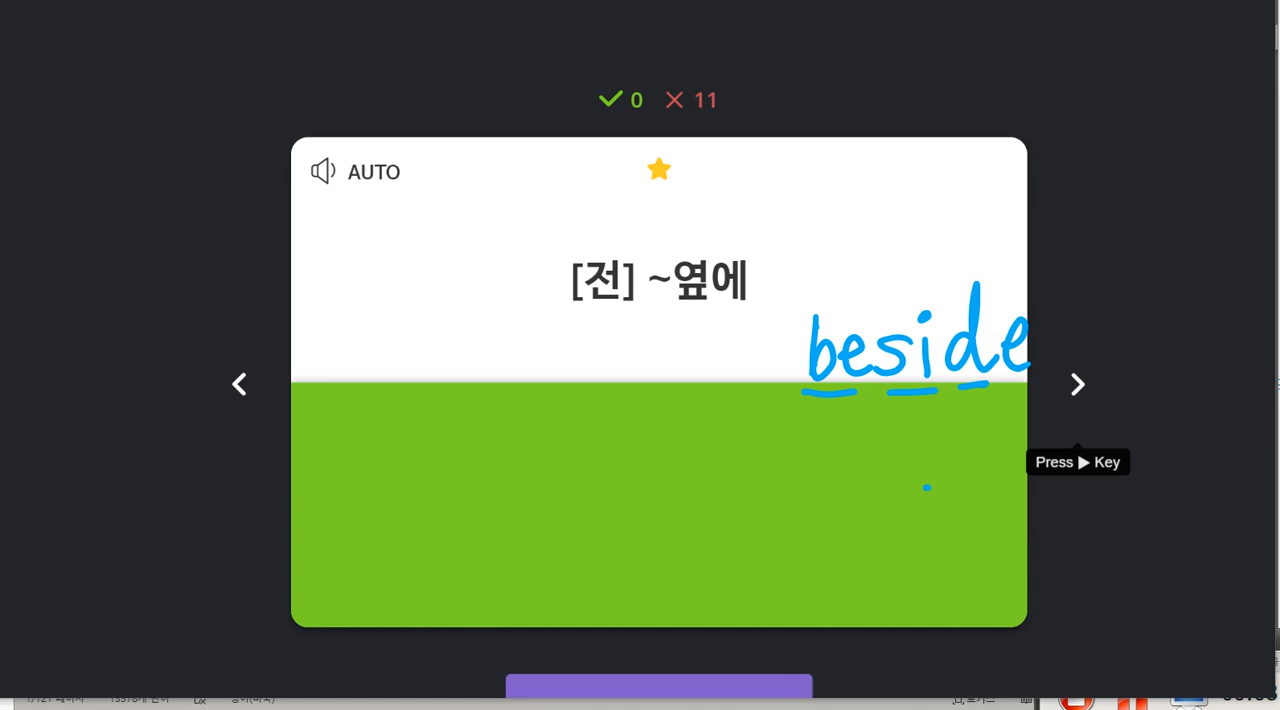 0 11
AUTO
[전] ~옆에
beside
Press ▶ Key